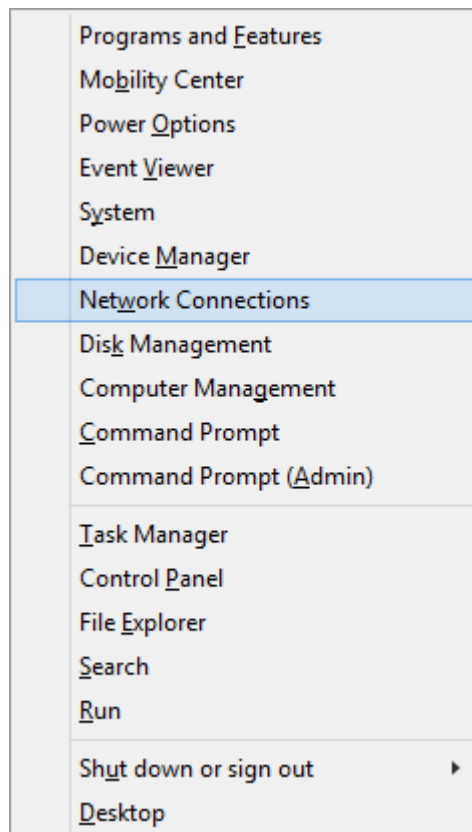 Programs and Features
Mobility Center
Power Options
Event Viewer
System
Device Manager
Network Connections
Disk Management
Computer Management
Command Prompt
Command Prompt (Admin)
Task Manager
Control Panel
File Explorer
Search
Run
Shut down or sign out
Desktop